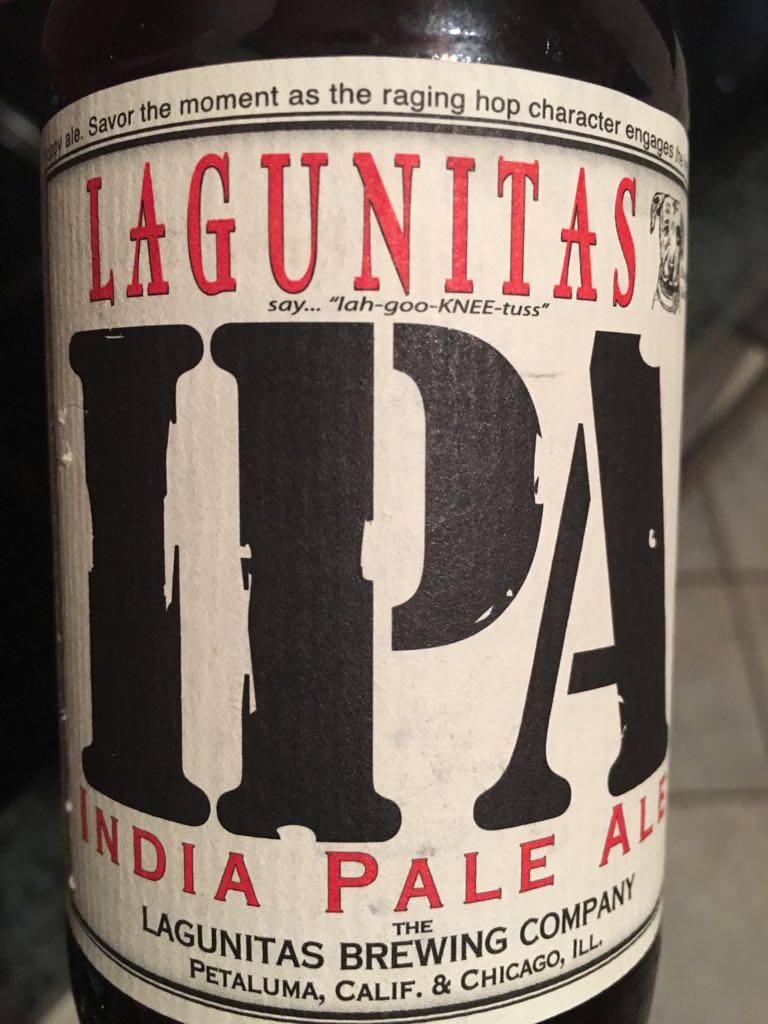 ale. Savor the moment as the raging hop character engages
LAGUNITAS
say... "lah-goo-KNEE-tuss"
IPA
INDIA PALE ALE
THE
LAGUNITAS BREWING COMPANY
PETALUMA, CALIF. & CHICAGO, ILL.